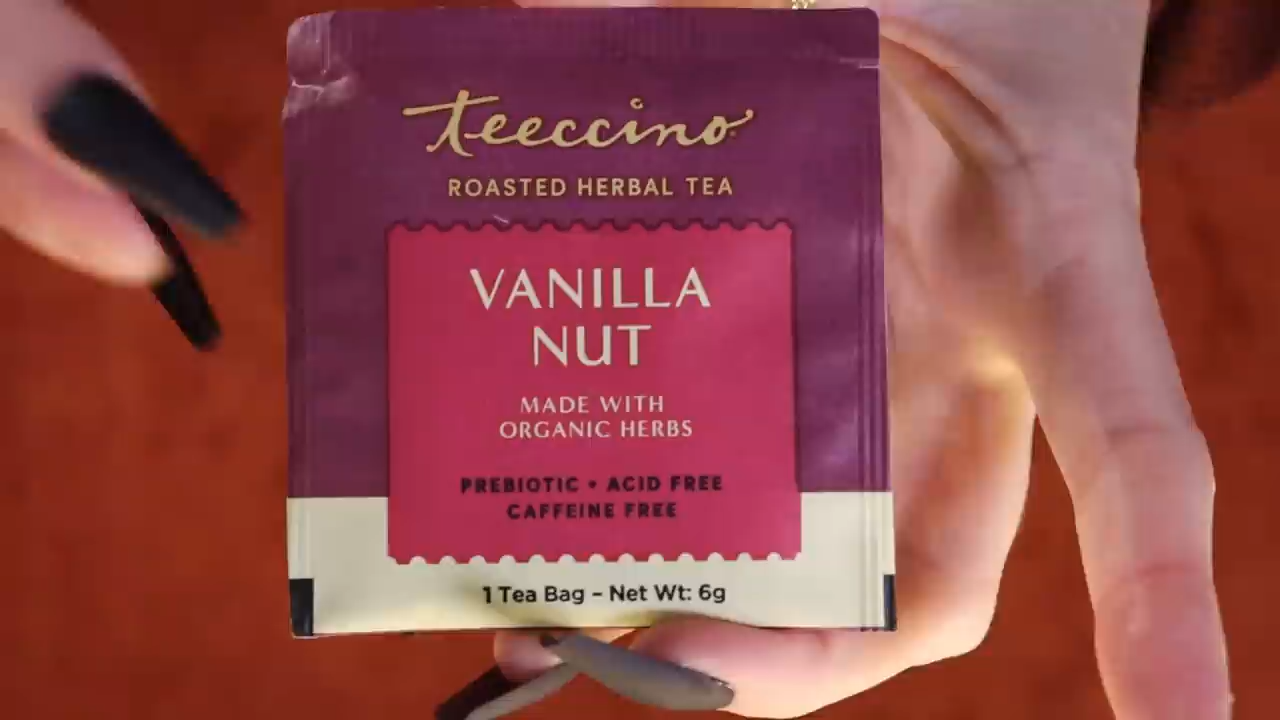 teeccino
ROASTED HERBAL TEA
VANILLA
NUT
MADE WITH
ORGANIC HERBS
PREBIOTIC • ACID FREE
CAFFEINE FREE
1 Tea Bag – Net Wt: 6g